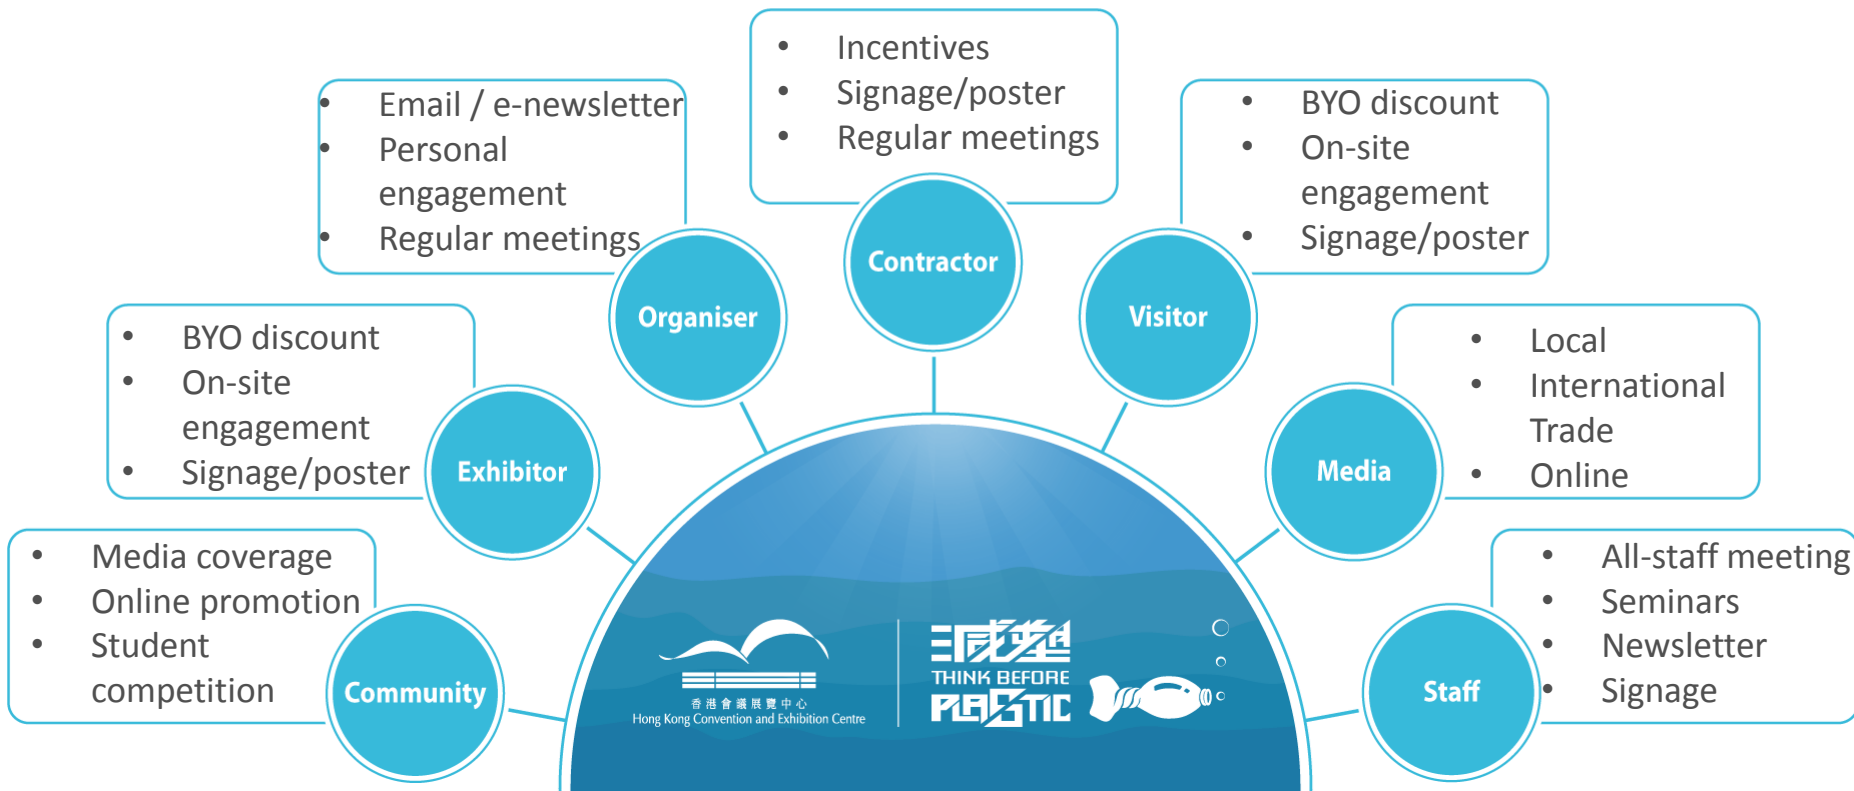 • Incentives
• Signage/poster
• Regular meetings
Contractor
• Email / e-newsletter
• Personal
engagement
• Regular meetings
Organiser
• BYO discount
• On-site
engagement
• Signage/poster
Visitor
• BYO discount
• On-site
engagement
• Signage/poster
Exhibitor
• Local
• International
Trade
• Online
Media
• Media coverage
• Online promotion
• Student
competition
Community
• All-staff meeting
• Seminars
• Newsletter
• Signage
Staff
香港會議展覽中心
Hong Kong Convention and Exhibition Centre
THINK BEFORE
PLASTIC